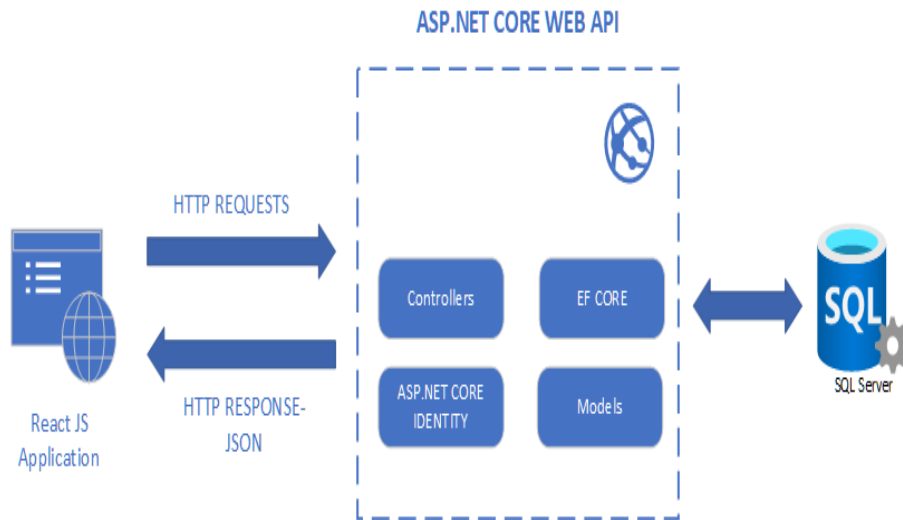 ASP.NET CORE WEB API
HTTP REQUESTS
Controllers
EF CORE
SQL
SQL Server
ASP.NET CORE
IDENTITY
Models
HTTP RESPONSE-
JSON
React JS
Application